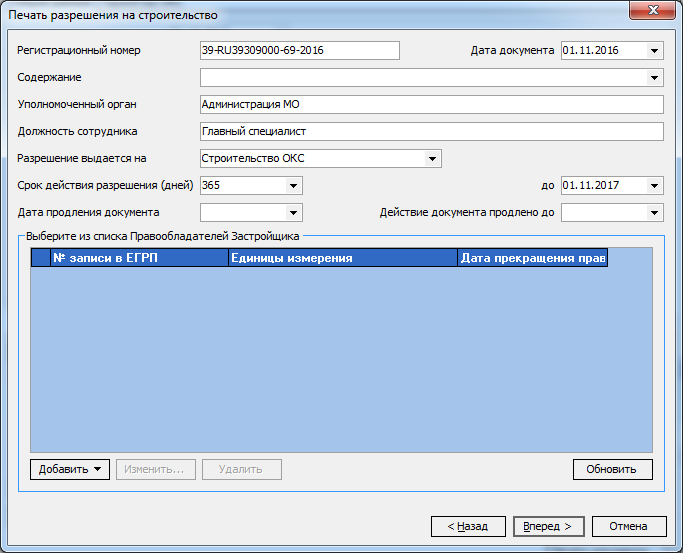 Печать разрешения на строительство
Регистрационный номер 39-RU39309000-69-2016 Дата документа 01.11.2016
Содержание
Уполномоченный орган Администрация МО
Должность сотрудника Главный специалист
Разрешение выдается на Строительство ОКС
Срок действия разрешения (дней) 365 до 01.11.2017
Дата продления документа Действие документа продлено до
Выберите из списка Правообладателей Застройщика
№ записи в ЕГРП Единицы измерения Дата прекращения прав
Добавить Изменить... Удалить Обновить
< Назад Вперед > Отмена